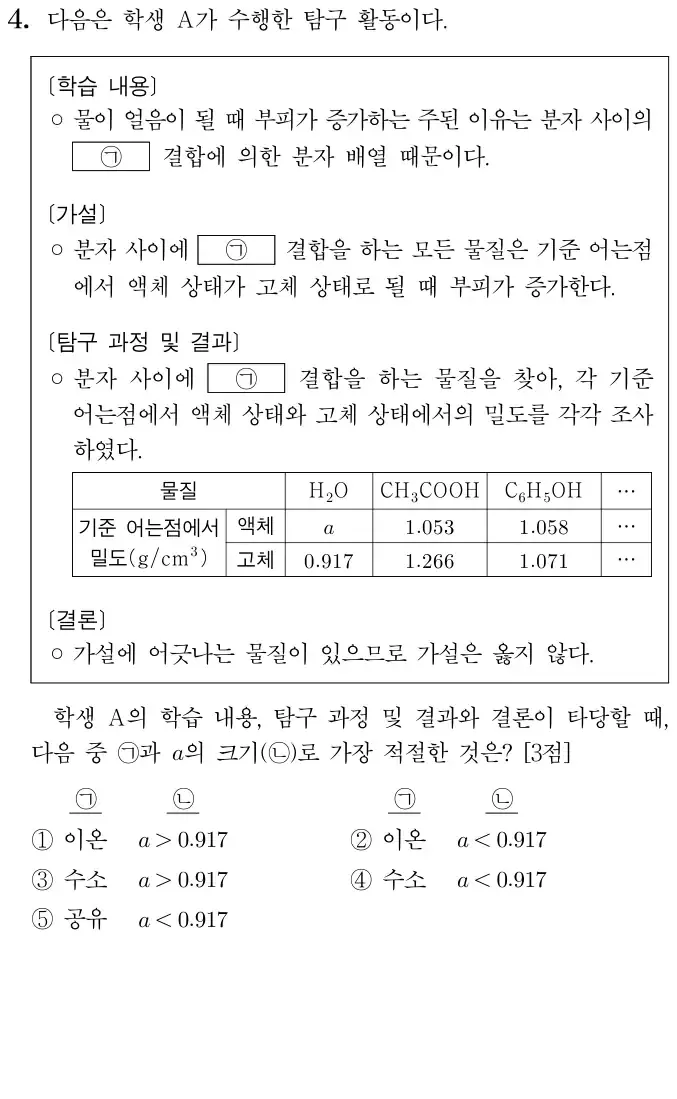 4. 다음은 학생 A가 수행한 탐구 활동이다.
〔학습 내용〕
○ 물이 얼음이 될 때 부피가 증가하는 주된 이유는 분자 사이의
㉠ 결합에 의한 분자 배열 때문이다.
〔가설〕
○ 분자 사이에 ㉠ 결합을 하는 모든 물질은 기준 어는점
에서 액체 상태가 고체 상태로 될 때 부피가 증가한다.
〔탐구 과정 및 결과〕
○ 분자 사이에 ㉠ 결합을 하는 물질을 찾아, 각 기준
어는점에서 액체 상태와 고체 상태에서의 밀도를 각각 조사
하였다.
물질 H₂O CH₃COOH C₆H₅OH …
기준 어는점에서 액체 a 1.053 1.058 …
밀도(g/cm³) 고체 0.917 1.266 1.071 …
〔결론〕
○ 가설에 어긋나는 물질이 있으므로 가설은 옳지 않다.
학생 A의 학습 내용, 탐구 과정 및 결과와 결론이 타당할 때,
다음 중 ㉠과 a의 크기(㉡)로 가장 적절한 것은? [3점]
㉠ ㉡ ㉠ ㉡
① 이온 a > 0.917 ② 이온 a < 0.917
③ 수소 a > 0.917 ④ 수소 a < 0.917
⑤ 공유 a < 0.917